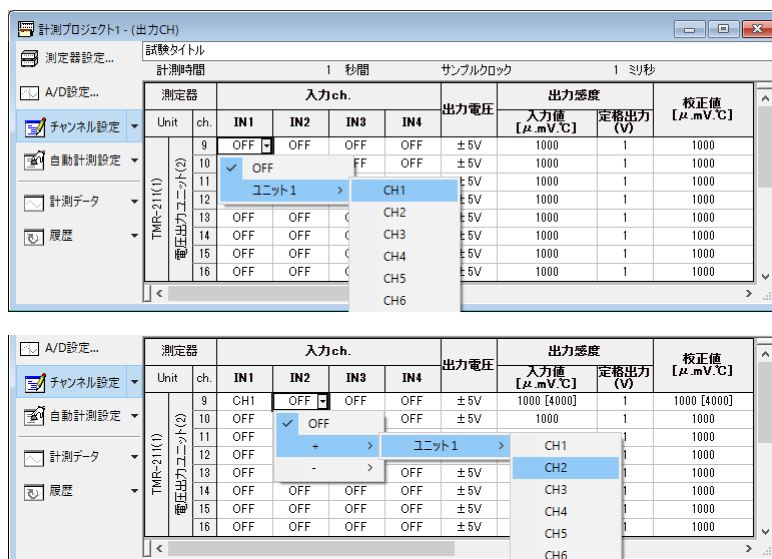 計測プロジェクト1 - (出力CH)
測定器設定...
A/D設定...
チャンネル設定
自動計測設定
計測データ
履歴
試験タイトル
計測時間 1 秒間 サンプルクロック 1 ミリ秒
測定器 入力ch. 出力電圧 出力感度 校正値 [μ.mV.℃]
Unit ch. IN1 IN2 IN3 IN4 入力値 [μ.mV.℃] 定格出力 (V)
TMR-211(1)
電圧出力ユニット(2)
9 OFF OFF OFF OFF ±5V 1000 1 1000
10 FF OFF ±5V 1000 1 1000
11 ±5V 1000 1 1000
12 ±5V 1000 1 1000
13 OFF OFF ±5V 1000 1 1000
14 OFF OFF ±5V 1000 1 1000
15 OFF OFF ±5V 1000 1 1000
16 OFF OFF ±5V 1000 1 1000
OFF
ユニット1
CH1
CH2
CH3
CH4
CH5
CH6
A/D設定...
チャンネル設定
自動計測設定
計測データ
履歴
測定器 入力ch. 出力電圧 出力感度 校正値 [μ.mV.℃]
Unit ch. IN1 IN2 IN3 IN4 入力値 [μ.mV.℃] 定格出力 (V)
TMR-211(1)
電圧出力ユニット(2)
9 CH1 OFF OFF OFF ±5V 1000 [4000] 1 1000 [4000]
10 OFF OFF ±5V 1000 1 1000
11 OFF 1 1000
12 OFF 1 1000
13 OFF OFF ±5V 1 1000
14 OFF OFF OFF OFF ±5V 1 1000
15 OFF OFF OFF OFF ±5V 1 1000
16 OFF OFF OFF OFF ±5V 1 1000
OFF
+
-
ユニット1
CH1
CH2
CH3
CH4
CH5
CH6